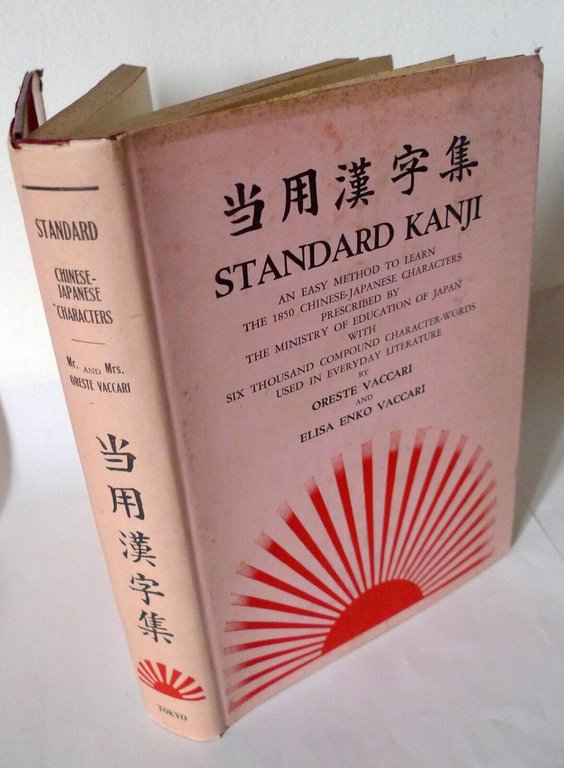 当用漢字集
STANDARD KANJI
AN EASY METHOD TO LEARN
THE 1850 CHINESE-JAPANESE CHARACTERS
PRESCRIBED BY
THE MINISTRY OF EDUCATION OF JAPAN
WITH
SIX THOUSAND COMPOUND CHARACTER-WORDS
USED IN EVERYDAY LITERATURE
BY
ORESTE VACCARI
AND
ELISA ENKO VACCARI
STANDARD
CHINESE-
JAPANESE
CHARACTERS
Mr. AND Mrs.
ORESTE VACCARI
当用漢字集
TOKYO